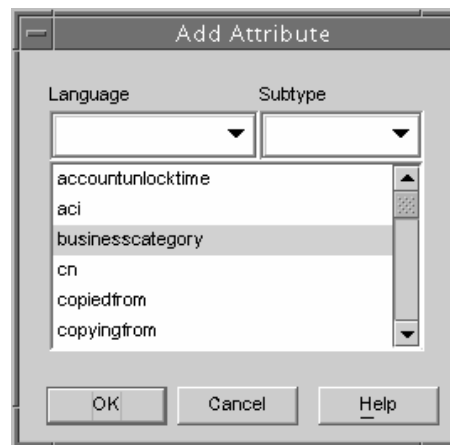 Add Attribute
Language Subtype
accountunlocktime
aci
businesscategory
cn
copiedfrom
copyingfrom
OK Cancel Help